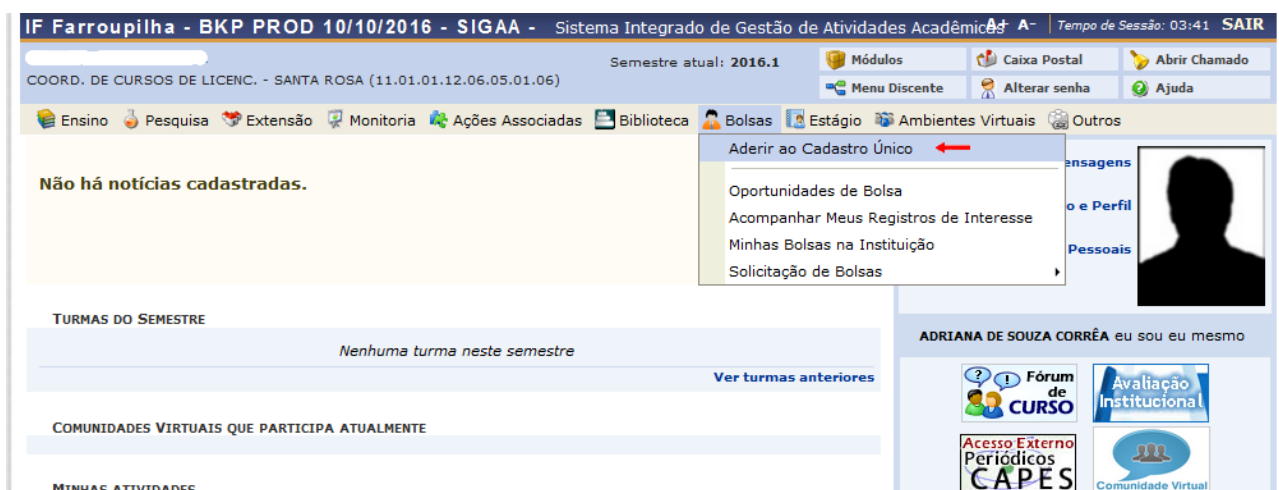 IF Farroupilha - BKP PROD 10/10/2016 - SIGAA - Sistema Integrado de Gestão de Atividades Acadêmicas A+ A- Tempo de Sessão: 03:41 SAIR
Semestre atual: 2016.1
COORD. DE CURSOS DE LICENC. - SANTA ROSA (11.01.01.12.06.05.01.06)
Módulos Caixa Postal Abrir Chamado
Menu Discente Alterar senha Ajuda
Ensino Pesquisa Extensão Monitoria Ações Associadas Biblioteca Bolsas Estágio Ambientes Virtuais Outros
Aderir ao Cadastro Único
Oportunidades de Bolsa
Acompanhar Meus Registros de Interesse
Minhas Bolsas na Instituição
Solicitação de Bolsas
ensagens
o e Perfil
Pessoais
Não há notícias cadastradas.
TURMAS DO SEMESTRE
Nenhuma turma neste semestre
Ver turmas anteriores
COMUNIDADES VIRTUAIS QUE PARTICIPA ATUALMENTE
MINHAS ATIVIDADES
ADRIANA DE SOUZA CORRÊA eu sou eu mesmo
Fórum
de
CURSO
Avaliação
Institucional
Acesso Externo
Periódicos
CAPES
Comunidade Virtual